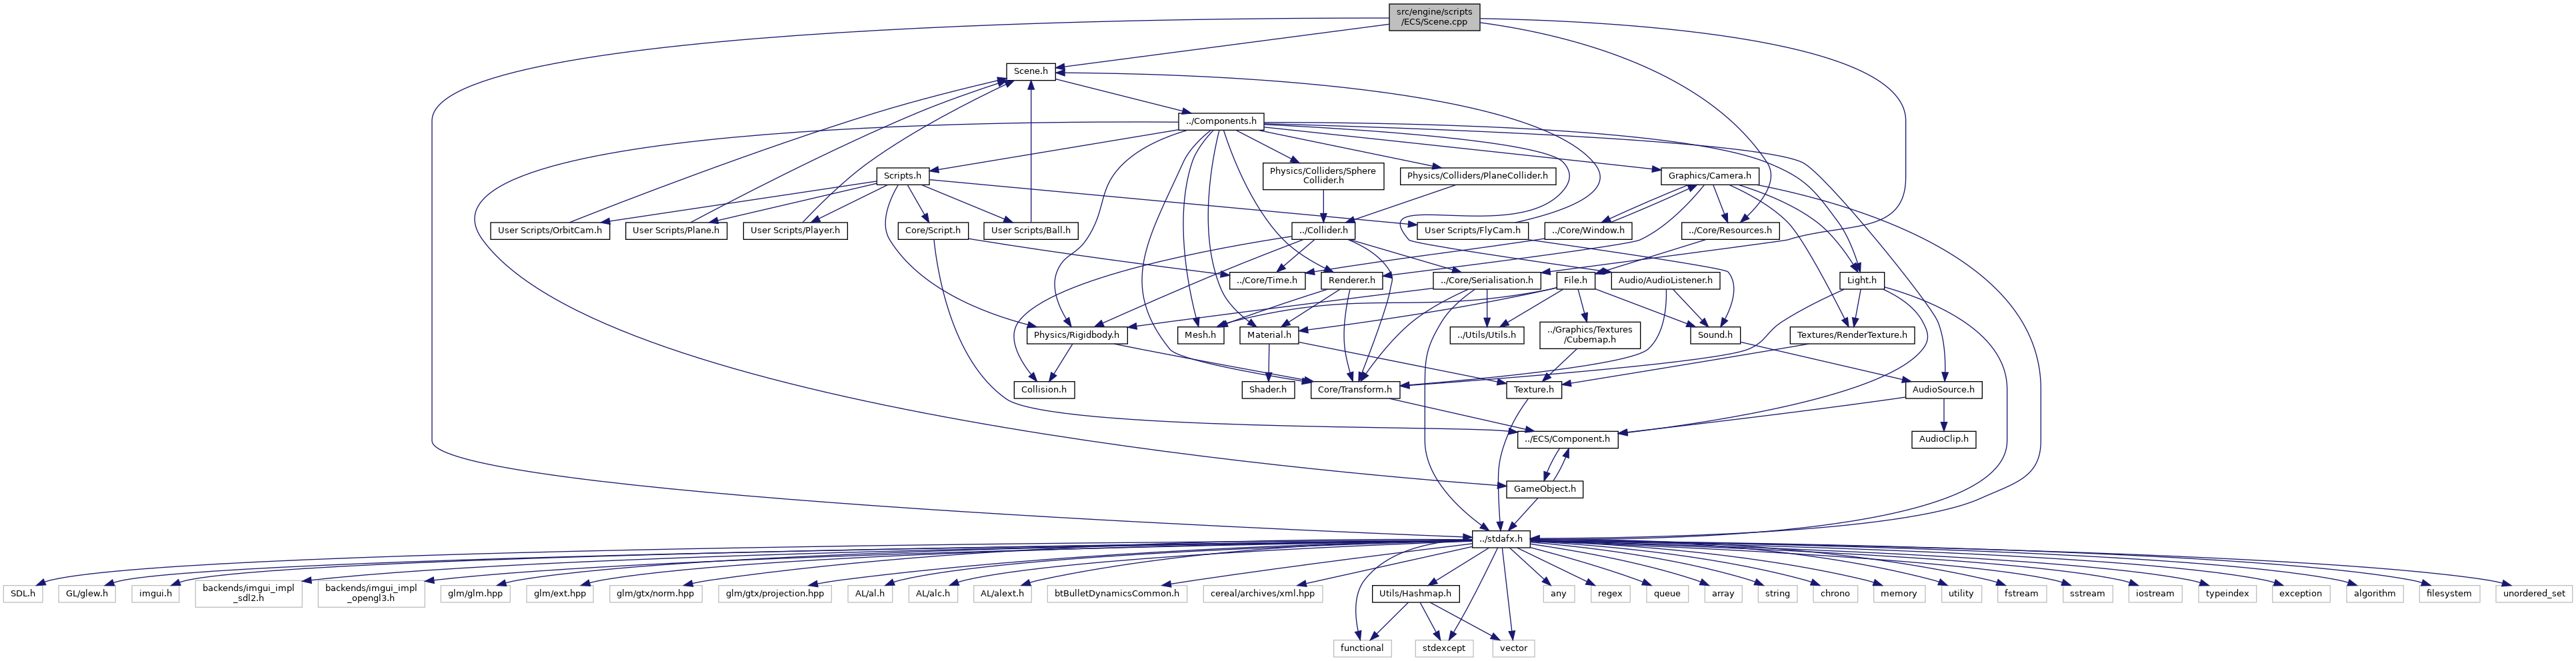 src/engine/scripts
/ECS/Scene.cpp
Scene.h
../Components.h
Scripts.h
Physics/Colliders/Sphere
Collider.h
Physics/Colliders/PlaneCollider.h
Graphics/Camera.h
User Scripts/OrbitCam.h
User Scripts/Plane.h
User Scripts/Player.h
Core/Script.h
User Scripts/Ball.h
../Collider.h
User Scripts/FlyCam.h
../Core/Window.h
../Core/Resources.h
../Core/Time.h
Renderer.h
../Core/Serialisation.h
File.h
Audio/AudioListener.h
Light.h
Physics/Rigidbody.h
Mesh.h
Material.h
../Utils/Utils.h
../Graphics/Textures
/Cubemap.h
Sound.h
Textures/RenderTexture.h
Collision.h
Shader.h
Core/Transform.h
Texture.h
AudioSource.h
../ECS/Component.h
AudioClip.h
GameObject.h
../stdafx.h
SDL.h
GL/glew.h
imgui.h
backends/imgui_impl
_sdl2.h
backends/imgui_impl
_opengl3.h
glm/glm.hpp
glm/ext.hpp
glm/gtx/norm.hpp
glm/gtx/projection.hpp
AL/al.h
AL/alc.h
AL/alext.h
btBulletDynamicsCommon.h
cereal/archives/xml.hpp
Utils/Hashmap.h
any
regex
queue
array
string
chrono
memory
utility
fstream
sstream
iostream
typeindex
exception
algorithm
filesystem
unordered_set
functional
stdexcept
vector